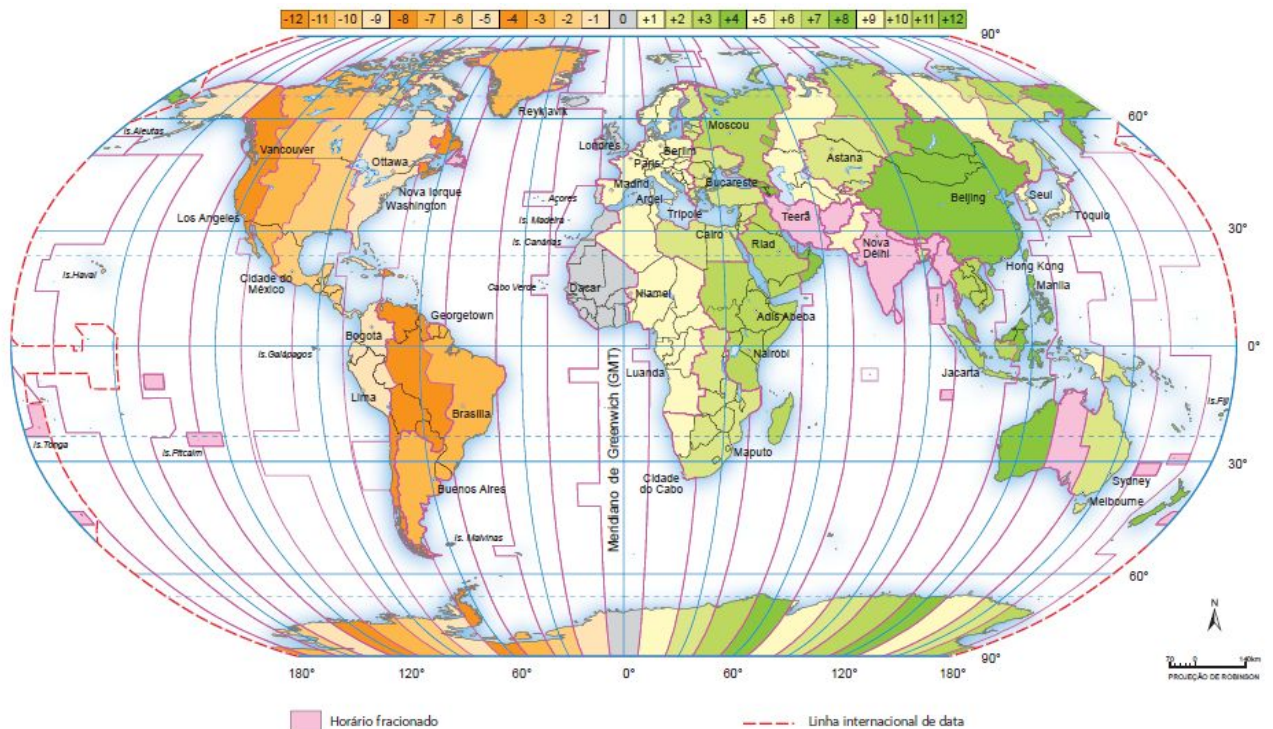 -12 -11 -10 -9 -8 -7 -6 -5 -4 -3 -2 -1 0 +1 +2 +3 +4 +5 +6 +7 +8 +9 +10 +11 +12
90°
60°
Is.Aleutas
Reykjavík
Moscou
Londres
Berlim
Vancouver
Ottawa
Paris
Astana
Nova Iorque
Washington
Madrid
Bucareste
Beijing
Seul
Los Angeles
Açores
Argel
Tóquio
Is. Madeira
Trípole
Teerã
30°
Is. Canárias
Cairo
Riad
Nova
Délhi
Is.Havaí
Cidade do
México
Cabo Verde
Dacar
Niamei
Hong Kong
Manila
Georgetown
Adis Abeba
Bogotá
Is.Galápagos
Nairóbi
0°
Meridiano de Greenwich (GMT)
Luanda
Jacarta
Lima
Brasília
Is.Fiji
Is.Tonga
Is.Pitcairn
Maputo
Cidade
do Cabo
30°
Buenos Aires
Sydney
Melbourne
Is. Malvinas
60°
N
90°
180° 120° 60° 0° 60° 120° 180°
70 0 140km
PROJEÇÃO DE ROBINSON
Horário fracionado
Linha internacional de data